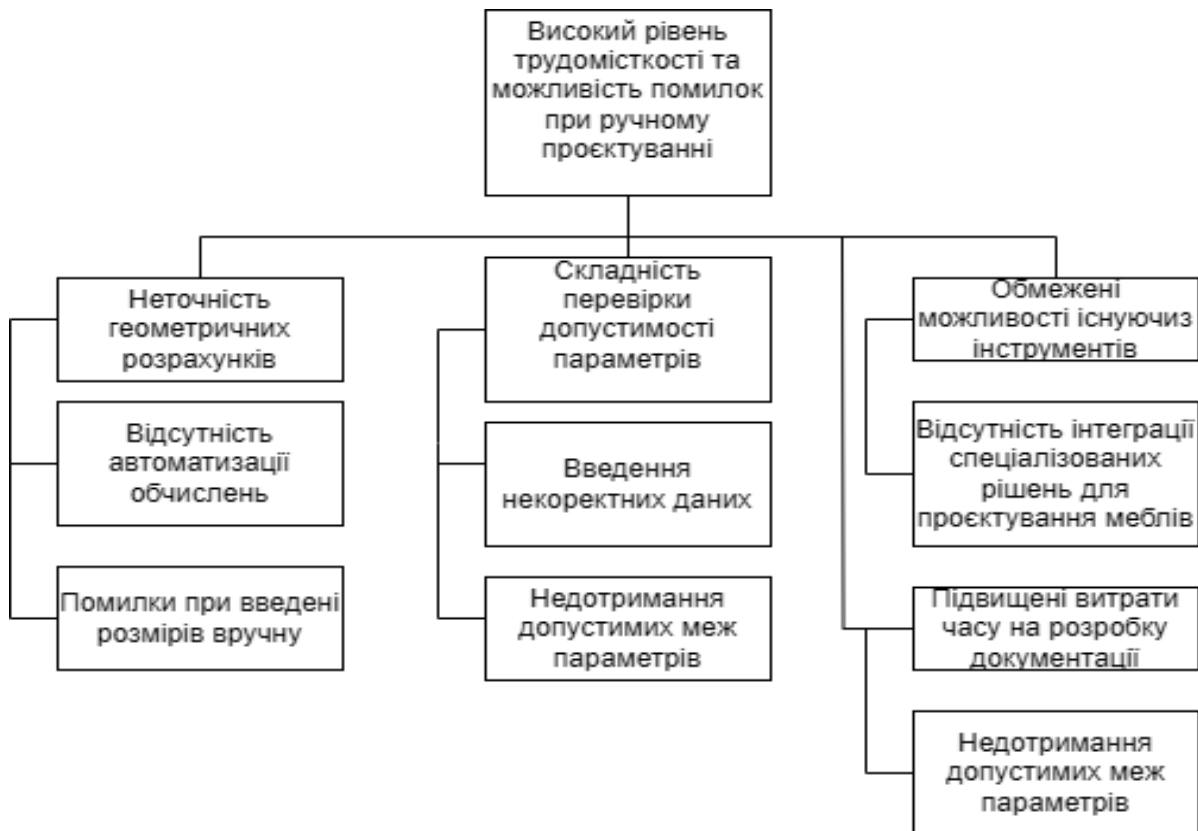 Високий рівень
трудомісткості та
можливість помилок
при ручному
проєктуванні
Неточність
геометричних
розрахунків
Відсутність
автоматизації
обчислень
Помилки при введені
розмірів вручну
Складність
перевірки
допустимості
параметрів
Введення
некоректних даних
Недотримання
допустимих меж
параметрів
Обмежені
можливості існуючиз
інструментів
Відсутність інтеграції
спеціалізованих
рішень для
проєктування меблів
Підвищені витрати
часу на розробку
документації
Недотримання
допустимих меж
параметрів